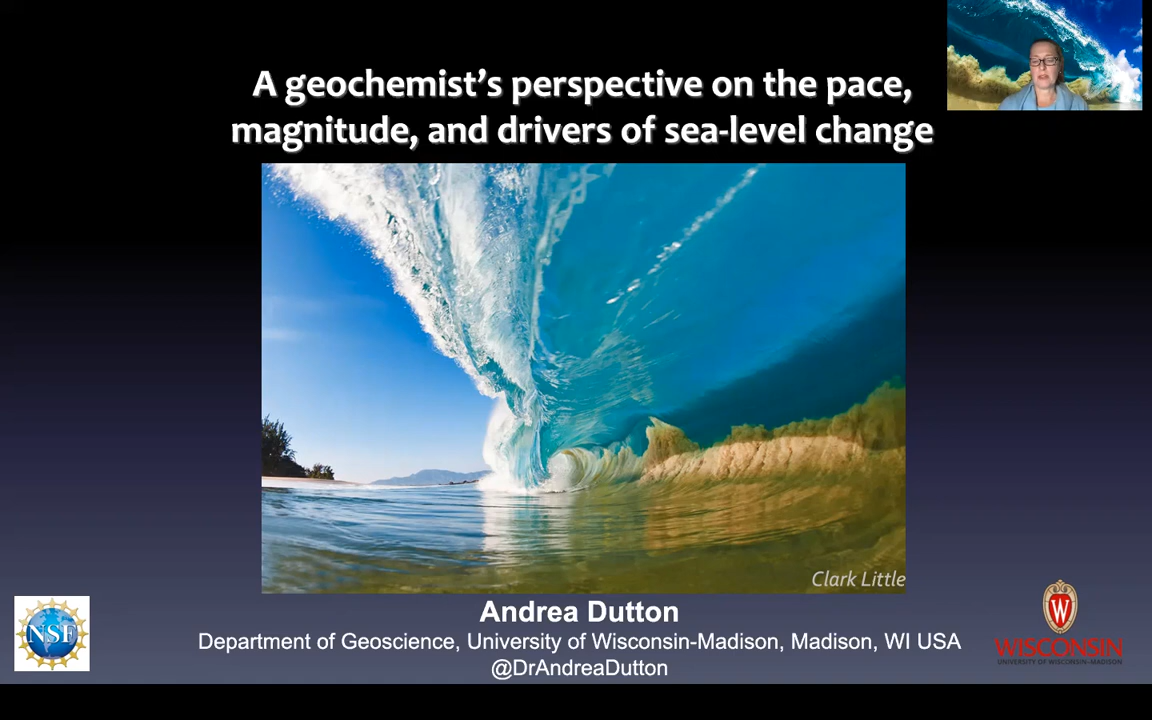 A geochemist's perspective on the pace,
magnitude, and drivers of sea-level change
Clark Little
Andrea Dutton
Department of Geoscience, University of Wisconsin-Madison, Madison, WI USA
@DrAndreaDutton
NSF
W
WISCONSIN
UNIVERSITY OF WISCONSIN-MADISON